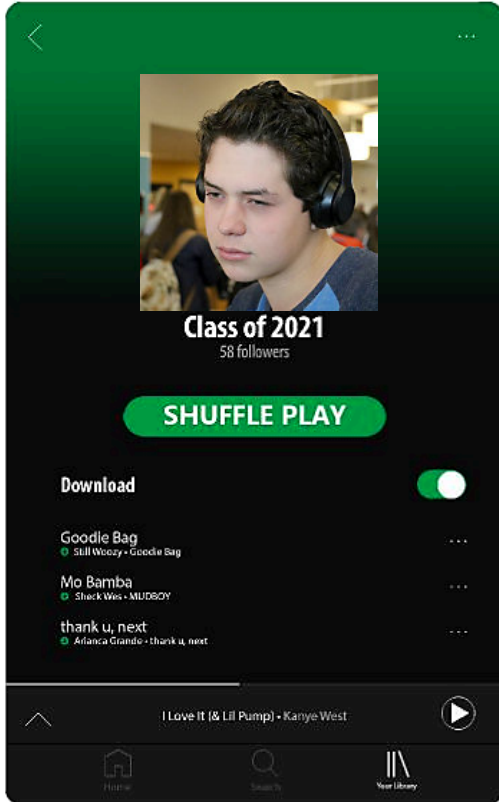 ...
Class of 2021
58 followers
SHUFFLE PLAY
Download
Goodie Bag
...
Still Woozy • Goodie Bag
Mo Bamba
...
Sheck Wes • MUDBOY
thank u, next
...
Arianca Grande • thank u, next
I Love It (& Lil Pump) • Kanye West
Home
Search
Your Library